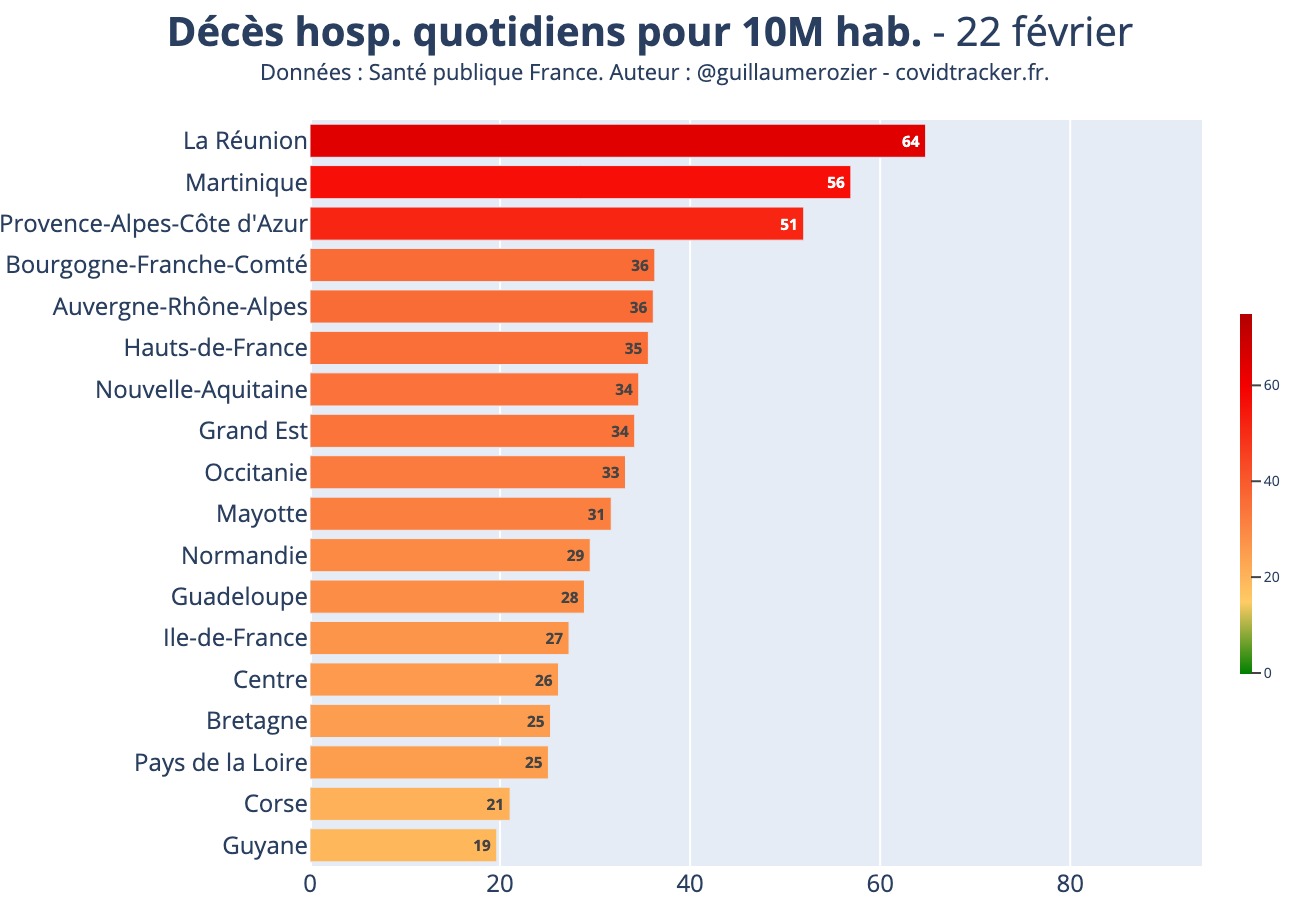 Décès hosp. quotidiens pour 10M hab. - 22 février
Données : Santé publique France. Auteur : @guillaumerozier - covidtracker.fr.
La Réunion 64
Martinique 56
Provence-Alpes-Côte d'Azur 51
Bourgogne-Franche-Comté 36
Auvergne-Rhône-Alpes 36
Hauts-de-France 35
Nouvelle-Aquitaine 34
Grand Est 34
Occitanie 33
Mayotte 31
Normandie 29
Guadeloupe 28
Ile-de-France 27
Centre 26
Bretagne 25
Pays de la Loire 25
Corse 21
Guyane 19
0 20 40 60 80
60
40
20
0